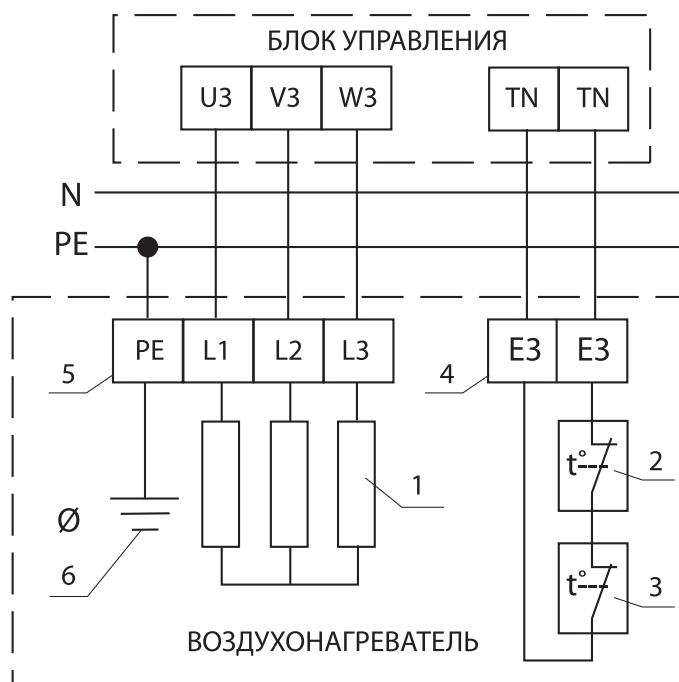 БЛОК УПРАВЛЕНИЯ
U3 V3 W3 TN TN
N
PE
PE L1 L2 L3 E3 E3
5 4
t° 2
1
Ø
6
t° 3
ВОЗДУХОНАГРЕВАТЕЛЬ